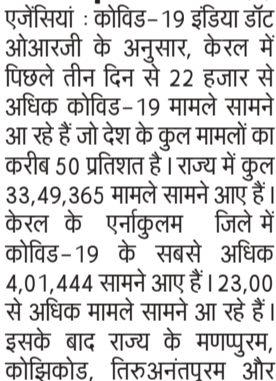 एजेंसियां : कोविड-19 इंडिया डॉट
ओआरजी के अनुसार, केरल में
पिछले तीन दिन से 22 हजार से
अधिक कोविड-19 मामले सामने
आ रहे हैं जो देश के कुल मामलों का
करीब 50 प्रतिशत है। राज्य में कुल
33,49,365 मामले सामने आए हैं।
केरल के एर्नाकुलम जिले में
कोविड-19 के सबसे अधिक
4,01,444 सामने आए हैं। 23,00
से अधिक मामले सामने आ रहे हैं।
इसके बाद राज्य के मणप्पुरम,
कोझिकोड, तिरुअनंतपुरम और